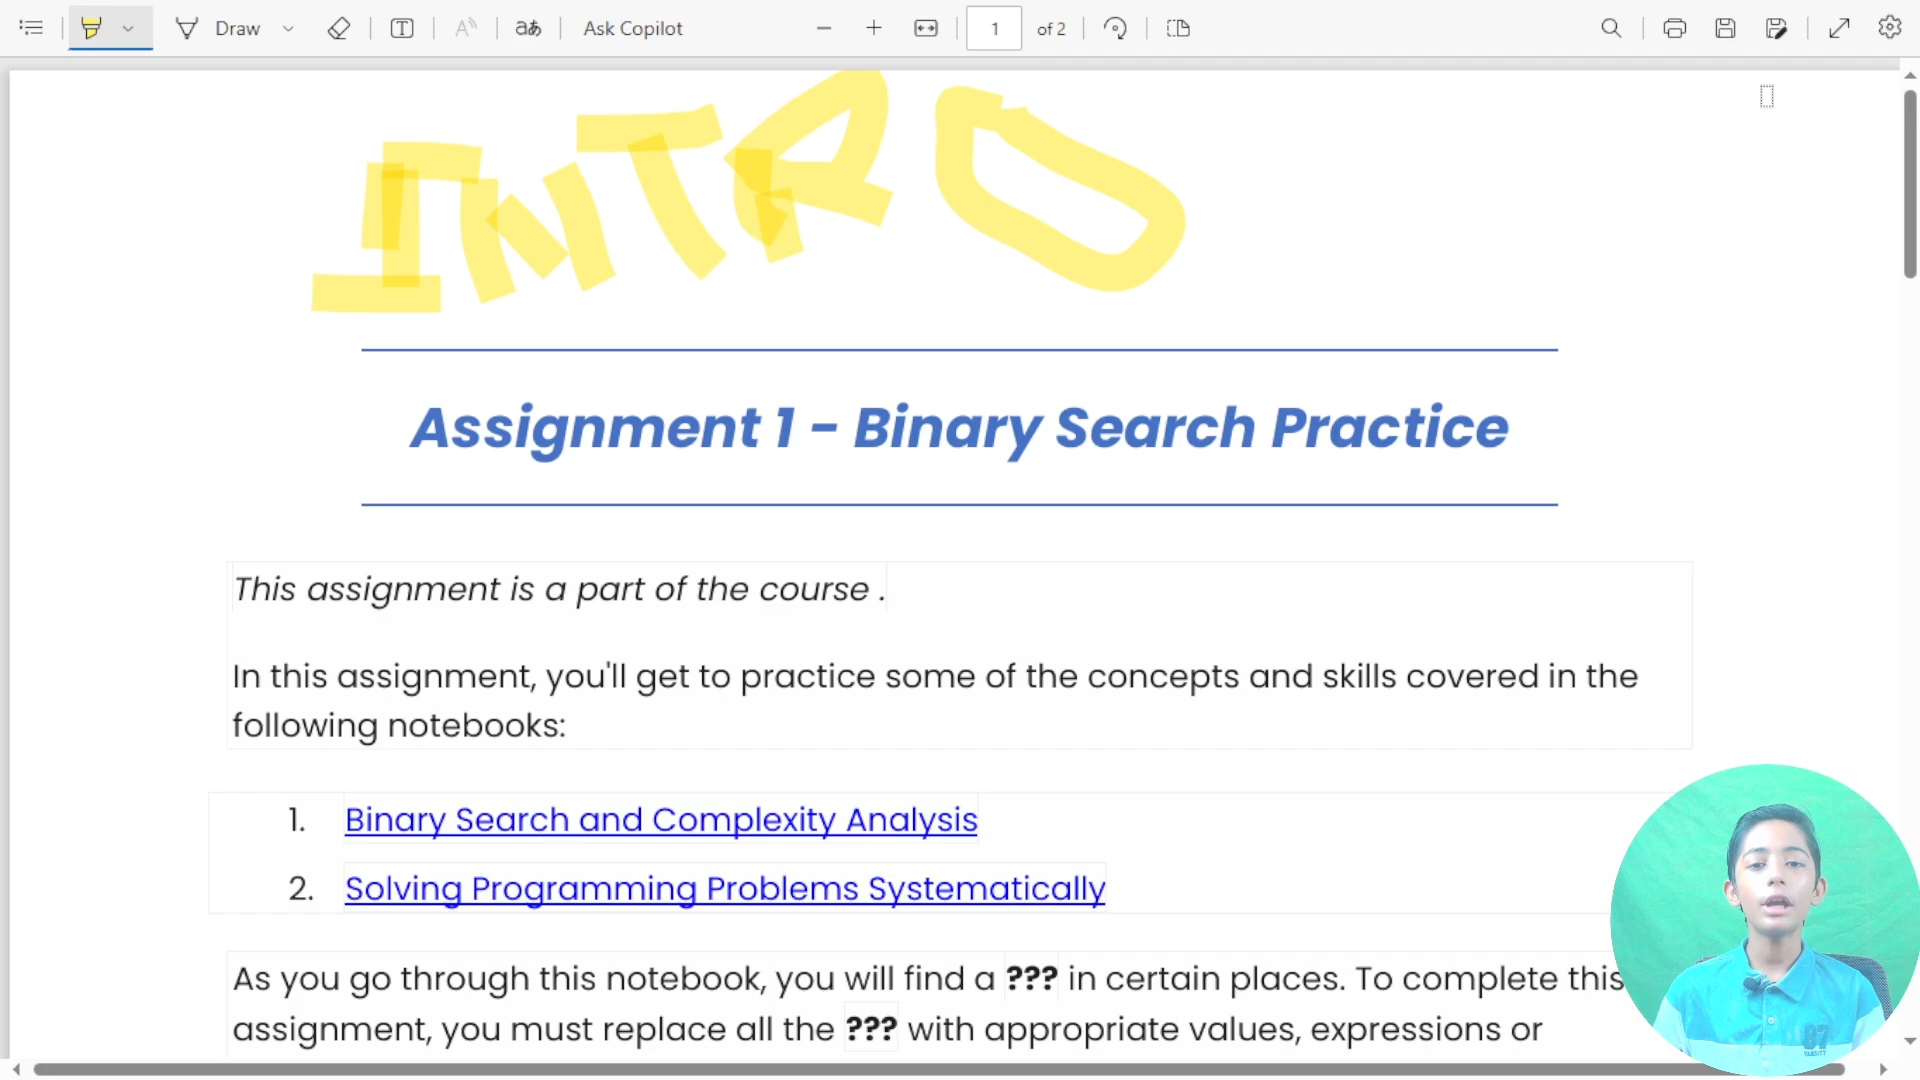 Draw
Ask Copilot
1 of 2
INTRO
Assignment 1 - Binary Search Practice
This assignment is a part of the course .
In this assignment, you'll get to practice some of the concepts and skills covered in the
following notebooks:
1. Binary Search and Complexity Analysis
2. Solving Programming Problems Systematically
As you go through this notebook, you will find a ??? in certain places. To complete this
assignment, you must replace all the ??? with appropriate values, expressions or
87
VARSITY